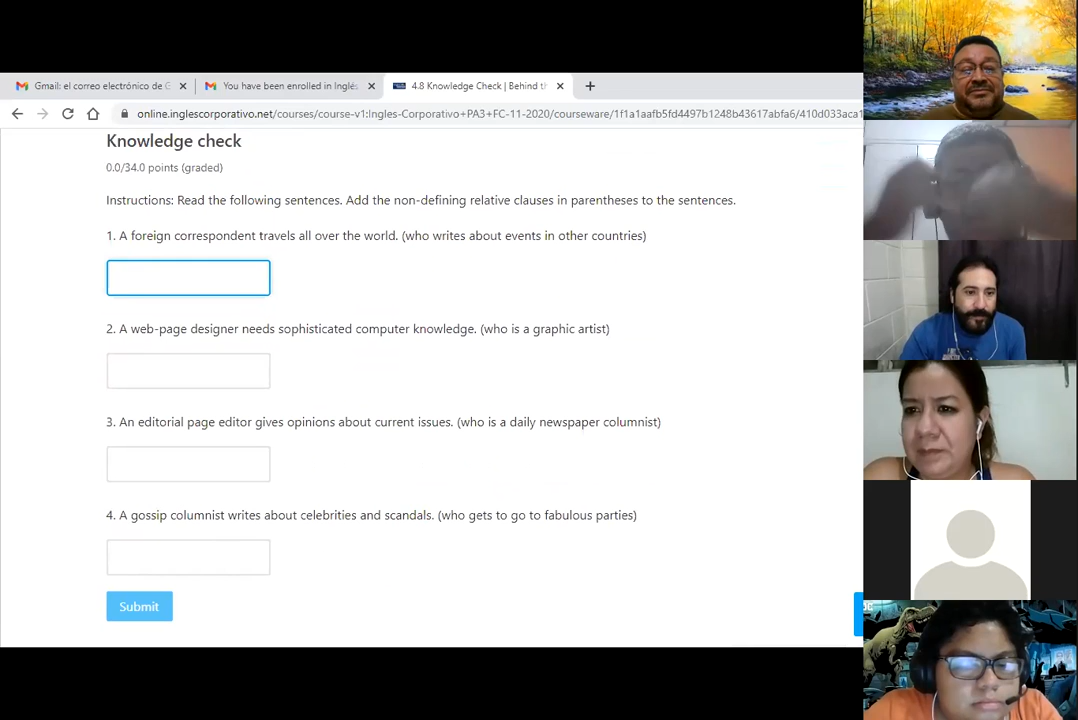 Gmail: el correo electrónico de G
You have been enrolled in Inglés
4.8 Knowledge Check | Behind th
online.inglescorporativo.net/courses/course-v1:Ingles-Corporativo+PA3+FC-11-2020/courseware/1f1a1aafb5fd4497b1248b43617abfa6/410d033aca1
Knowledge check
0.0/34.0 points (graded)
Instructions: Read the following sentences. Add the non-defining relative clauses in parentheses to the sentences.
1. A foreign correspondent travels all over the world. (who writes about events in other countries)
2. A web-page designer needs sophisticated computer knowledge. (who is a graphic artist)
3. An editorial page editor gives opinions about current issues. (who is a daily newspaper columnist)
4. A gossip columnist writes about celebrities and scandals. (who gets to go to fabulous parties)
Submit